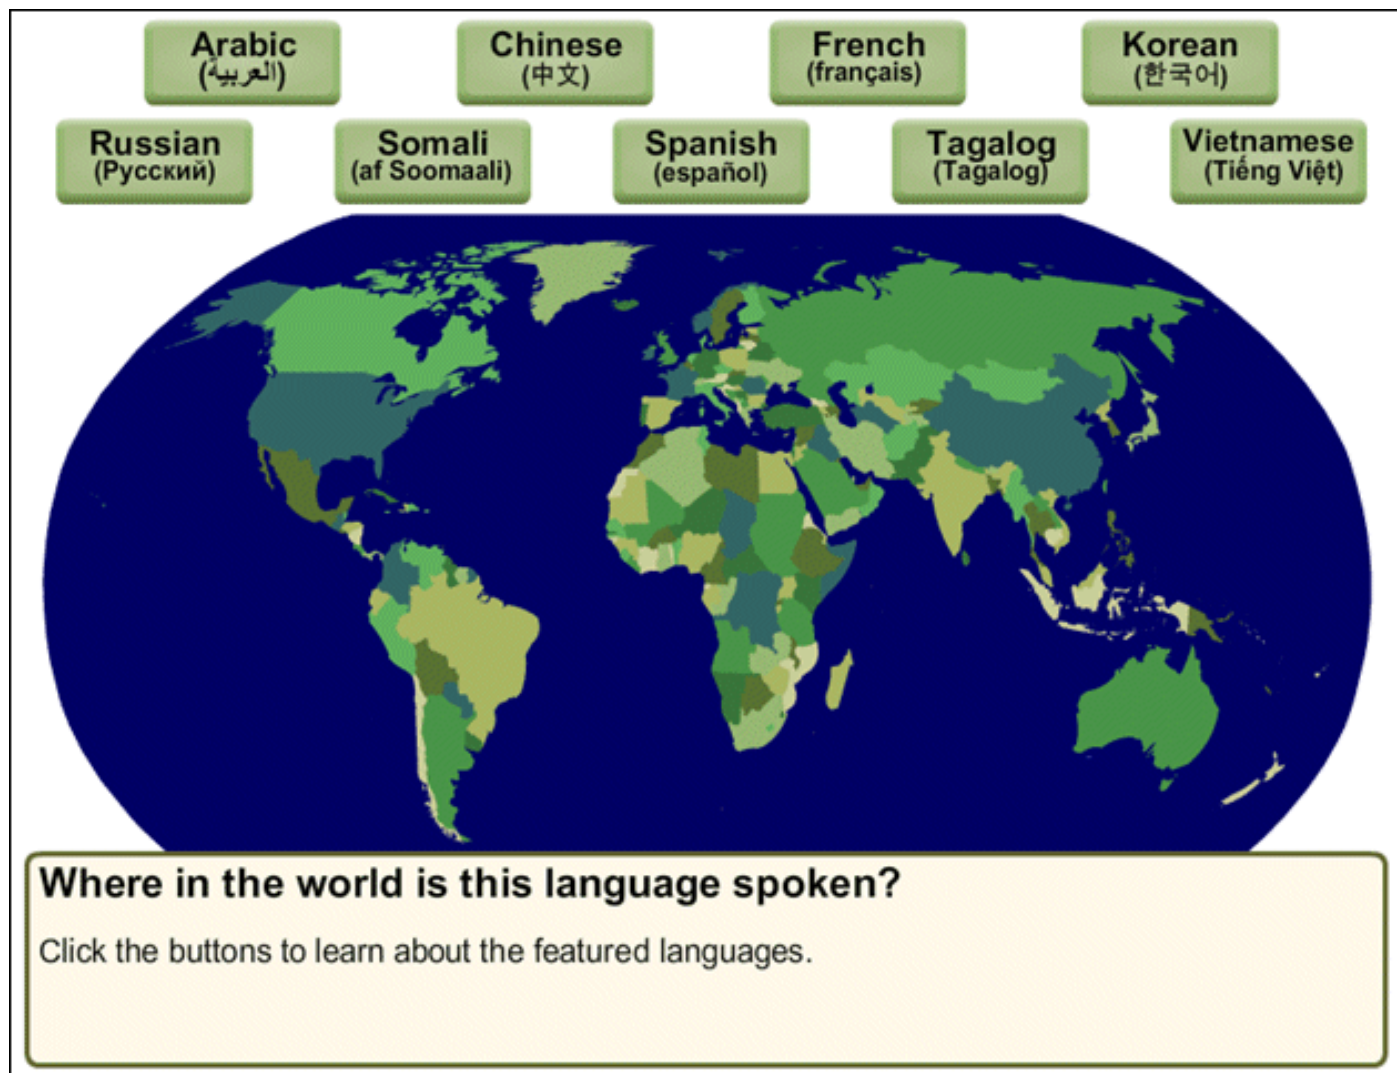 Arabic
(العربية)
Chinese
(中文)
French
(français)
Korean
(한국어)
Russian
(Русский)
Somali
(af Soomaali)
Spanish
(español)
Tagalog
(Tagalog)
Vietnamese
(Tiếng Việt)
Where in the world is this language spoken?
Click the buttons to learn about the featured languages.